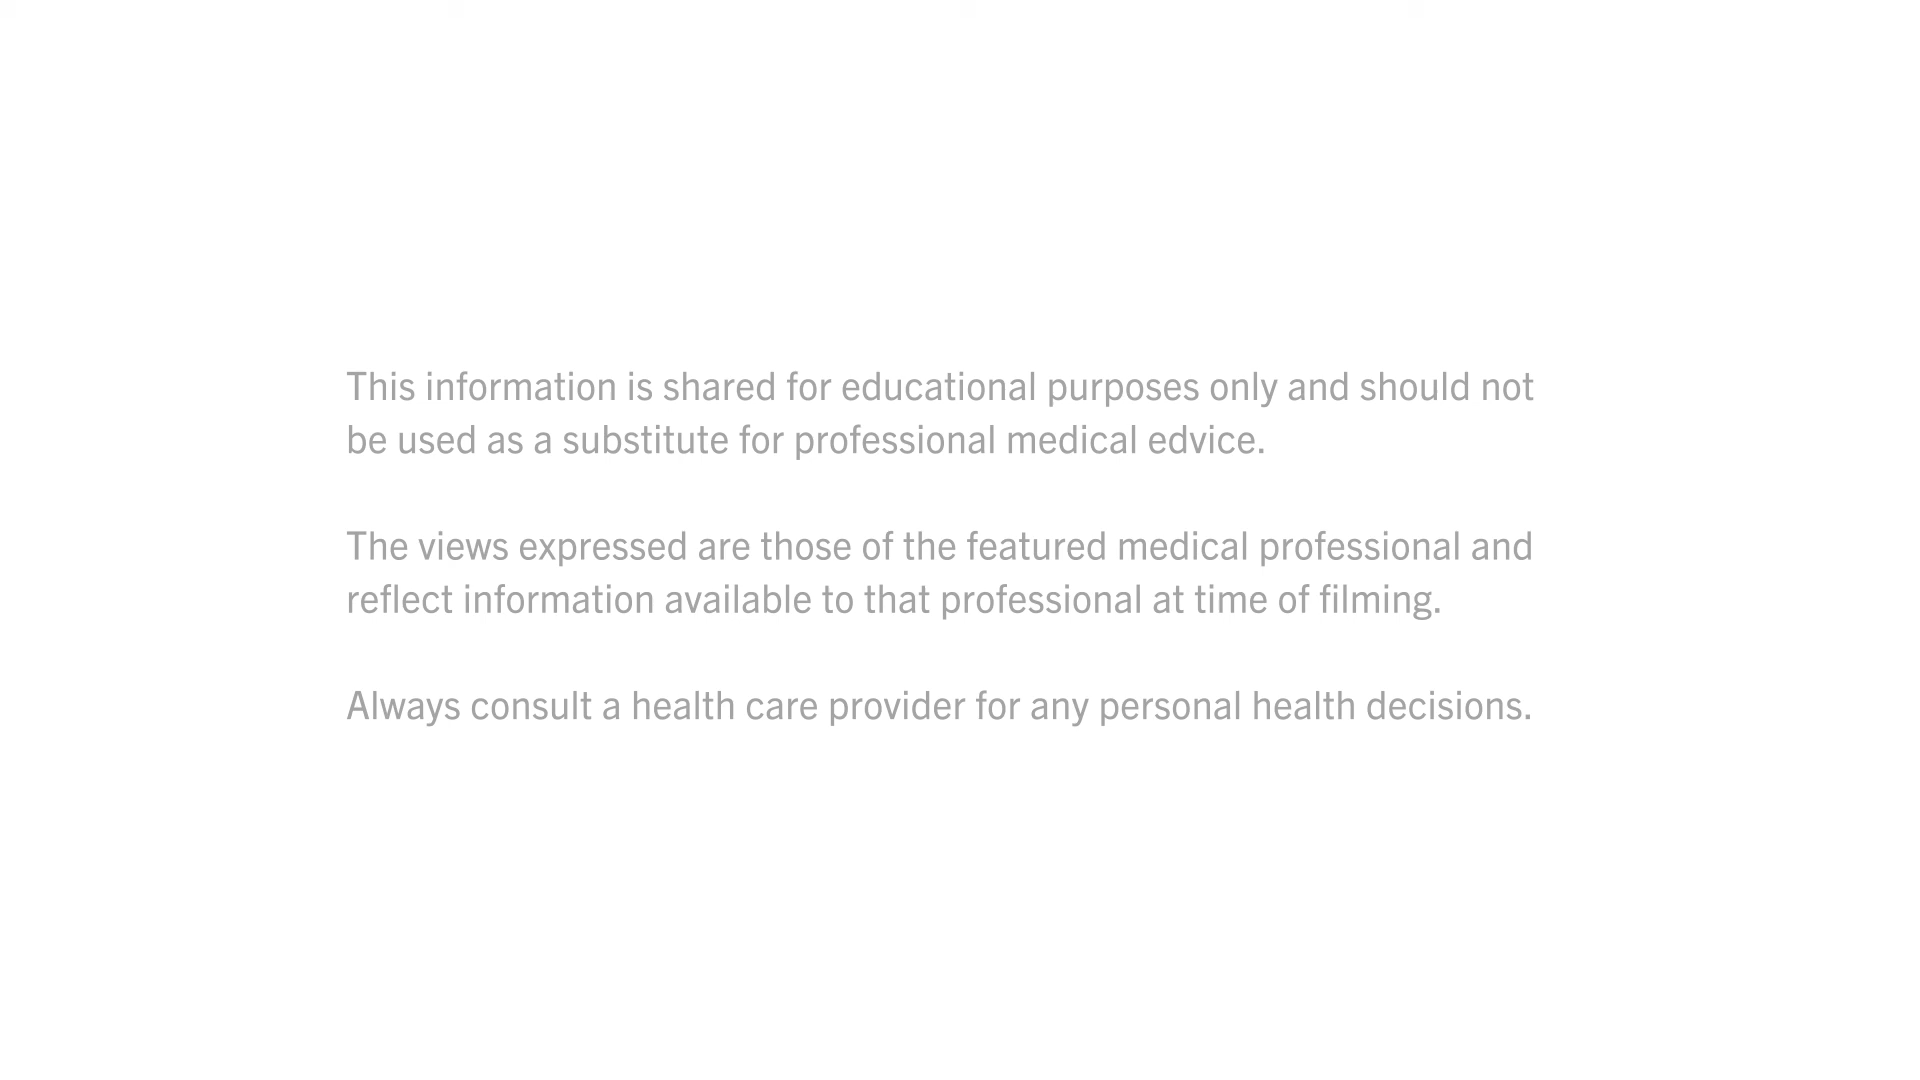 This information is shared for educational purposes only and should not
be used as a substitute for professional medical edvice.
The views expressed are those of the featured medical professional and
reflect information available to that professional at time of filming.
Always consult a health care provider for any personal health decisions.